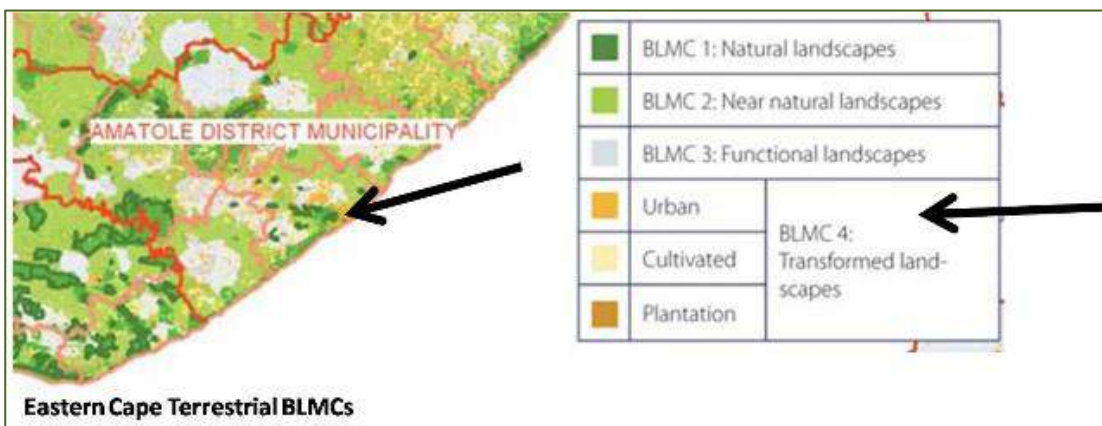 AMATOLE DISTRICT MUNICIPALITY
Eastern Cape Terrestrial BLMCs
BLMC 1: Natural landscapes
BLMC 2: Near natural landscapes
BLMC 3: Functional landscapes
Urban
Cultivated
Plantation
BLMC 4:
Transformed land-
scapes